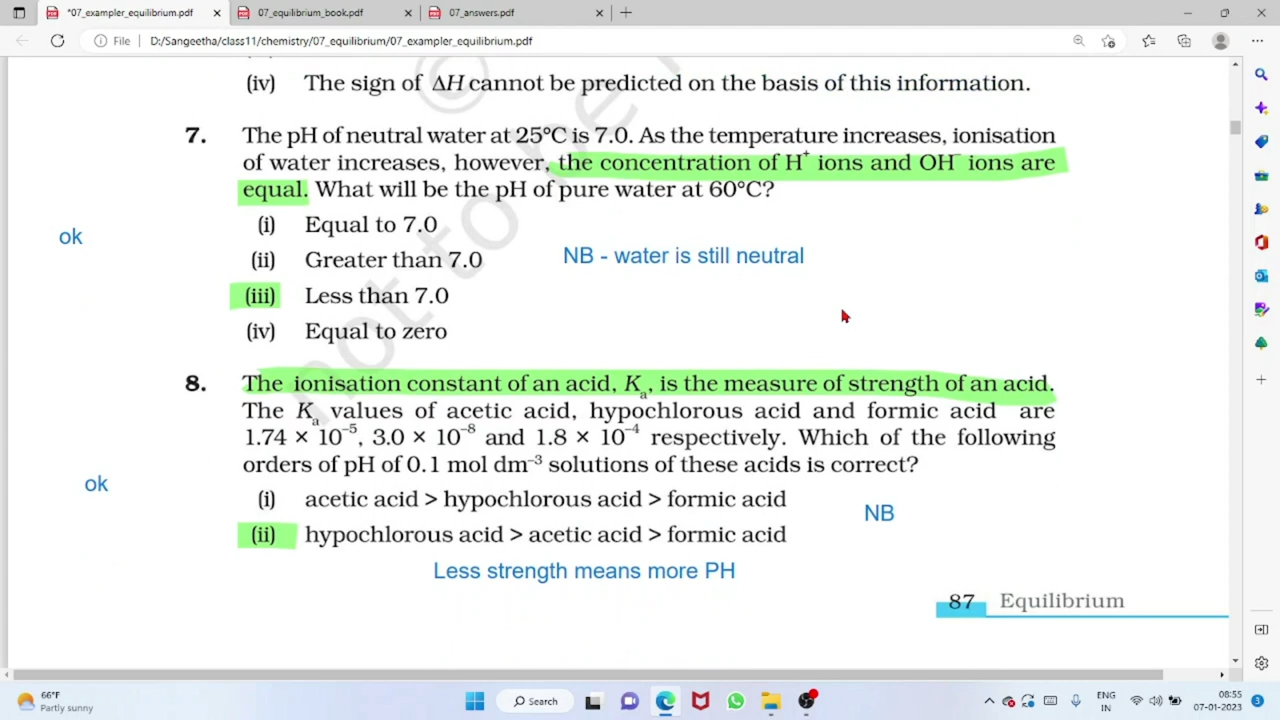 *07_exampler_equilibrium.pdf
07_equilibrium_book.pdf
07_answers.pdf
File D:/Sangeetha/class11/chemistry/07_equilibrium/07_exampler_equilibrium.pdf
(iv) The sign of ΔH cannot be predicted on the basis of this information.
7. The pH of neutral water at 25°C is 7.0. As the temperature increases, ionisation
of water increases, however, the concentration of H⁺ ions and OH⁻ ions are
equal. What will be the pH of pure water at 60°C?
(i) Equal to 7.0
ok
(ii) Greater than 7.0
NB - water is still neutral
(iii) Less than 7.0
(iv) Equal to zero
8. The ionisation constant of an acid, Kₐ, is the measure of strength of an acid.
The Kₐ values of acetic acid, hypochlorous acid and formic acid are
1.74 × 10⁻⁵, 3.0 × 10⁻⁸ and 1.8 × 10⁻⁴ respectively. Which of the following
orders of pH of 0.1 mol dm⁻³ solutions of these acids is correct?
ok
(i) acetic acid > hypochlorous acid > formic acid
NB
(ii) hypochlorous acid > acetic acid > formic acid
Less strength means more PH
87 Equilibrium
© not to be
66°F
Partly sunny
Search
ENG
IN
08:55
07-01-2023
3